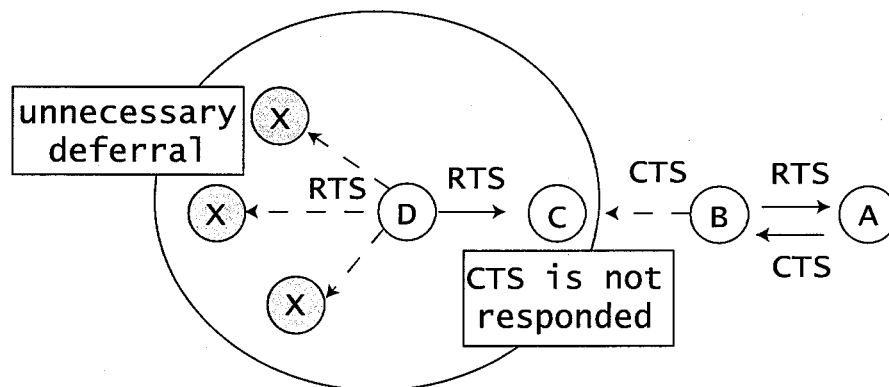 unnecessary
deferral
X
X
X
RTS
D
RTS
C
CTS
B
RTS
A
CTS
CTS is not
responded